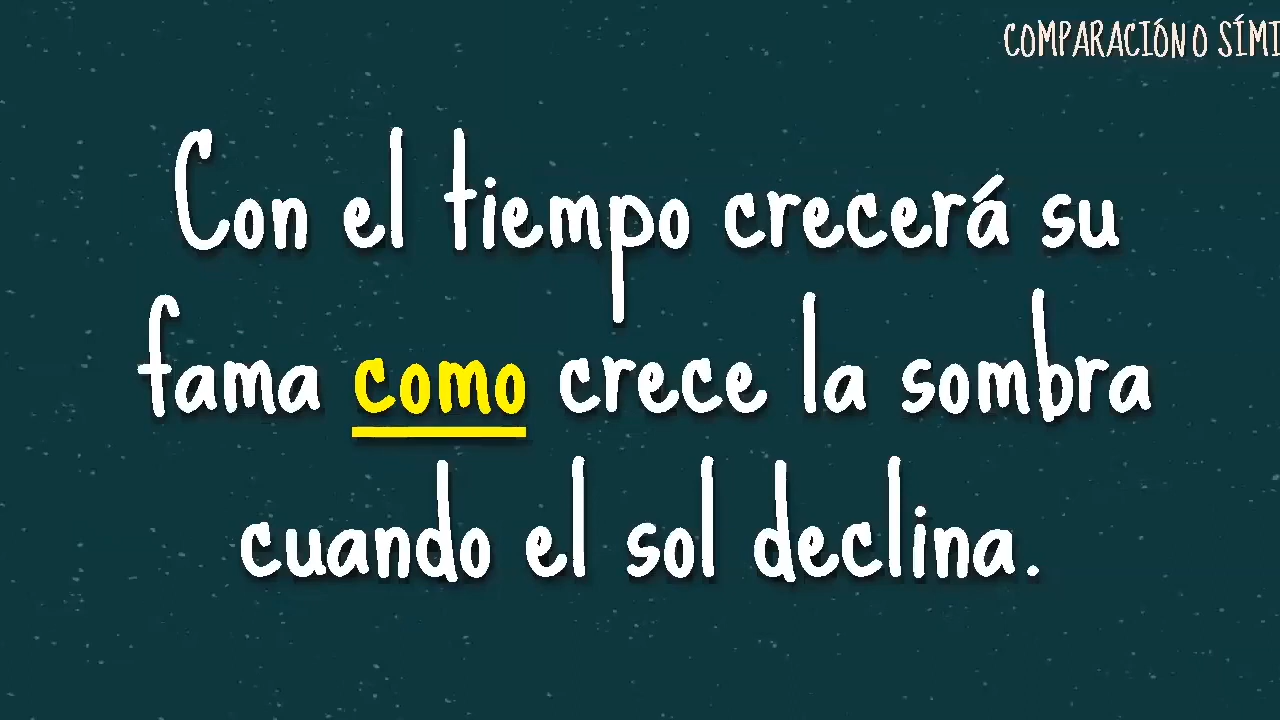 COMPARACIÓN O SÍMI
Con el tiempo crecerá su
fama como crece la sombra
cuando el sol declina.